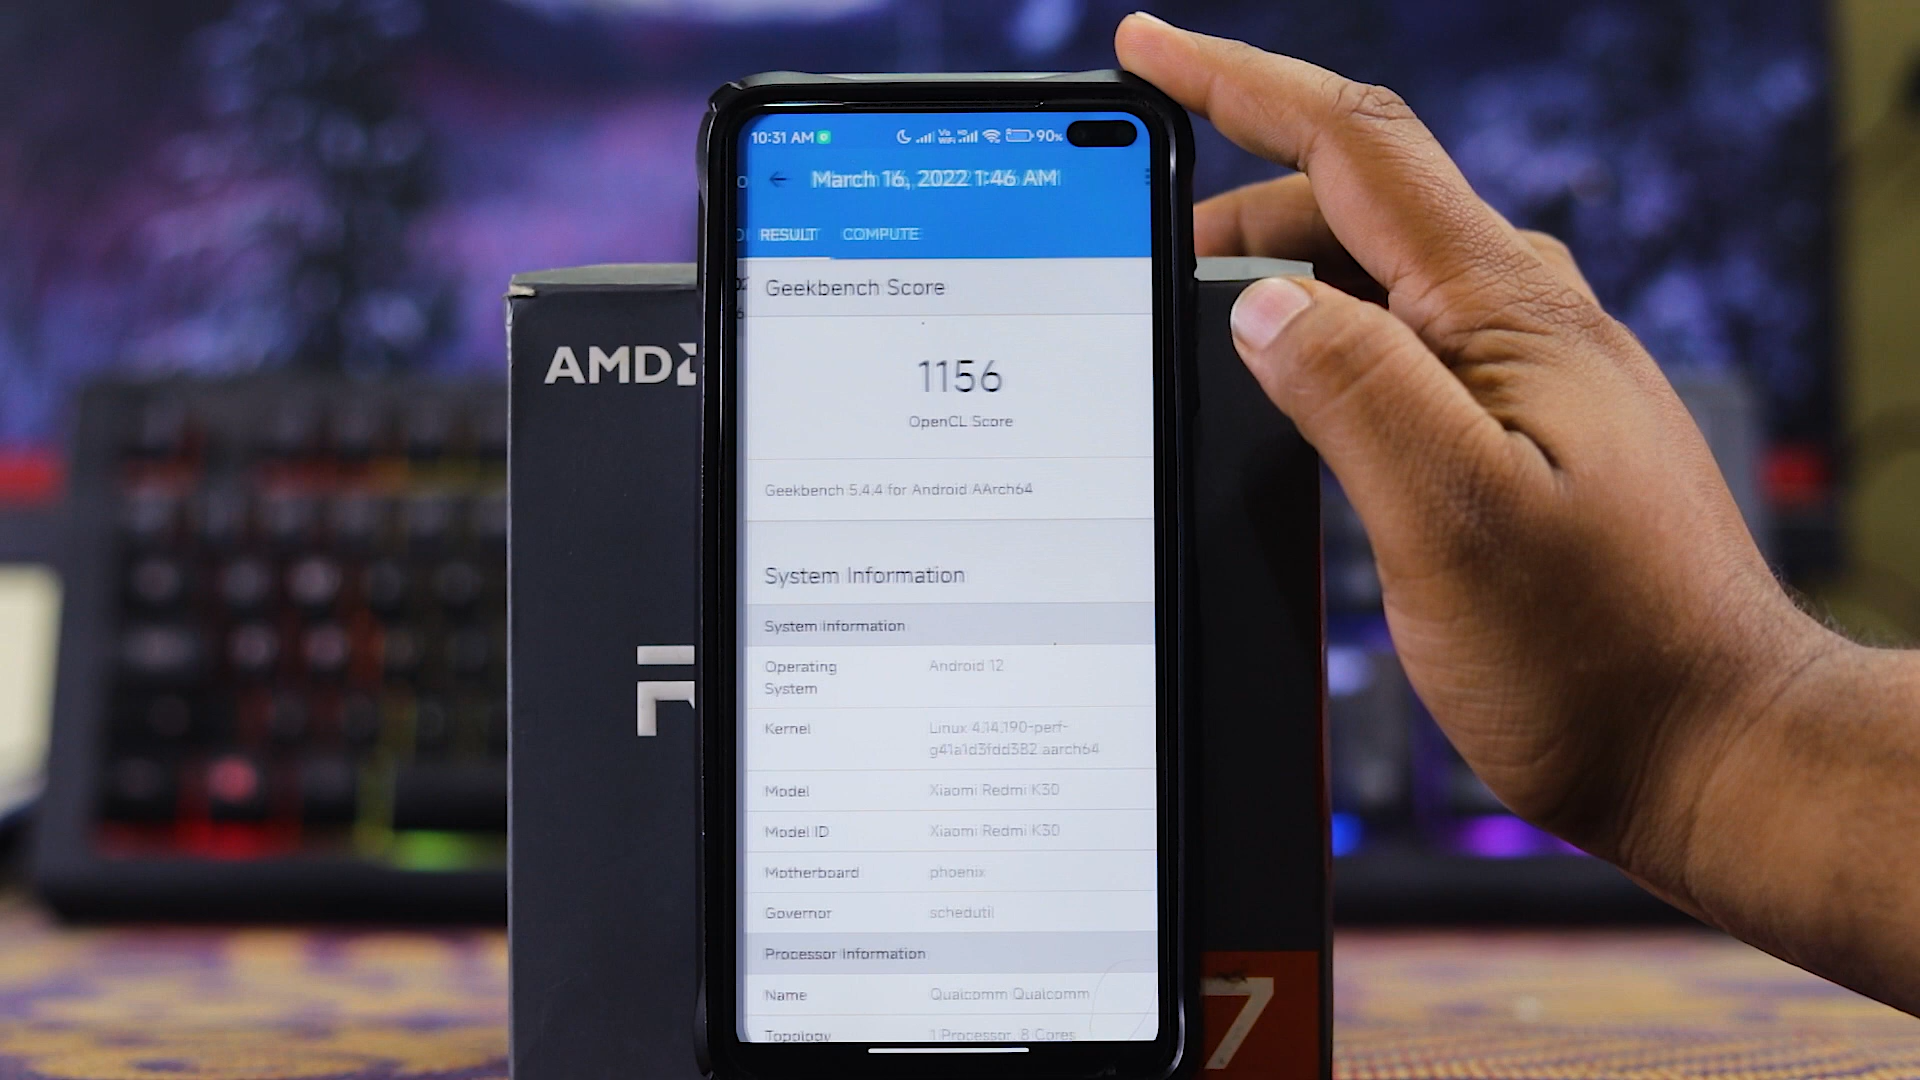 10:31 AM 90%
March 16, 2022 1:46 AM
RESULT COMPUTE
Geekbench Score
1156
OpenCL Score
Geekbench 5.4.4 for Android AArch64
System Information
System Information
Operating System Android 12
Kernel Linux 4.14.190-perf-
g41a1d3fdd382 aarch64
Model Xiaomi Redmi K30
Model ID Xiaomi Redmi K30
Motherboard phoenix
Governor schedutil
Processor Information
Name Qualcomm Qualcomm
Topology 1 Processor, 8 Cores
AMD
7